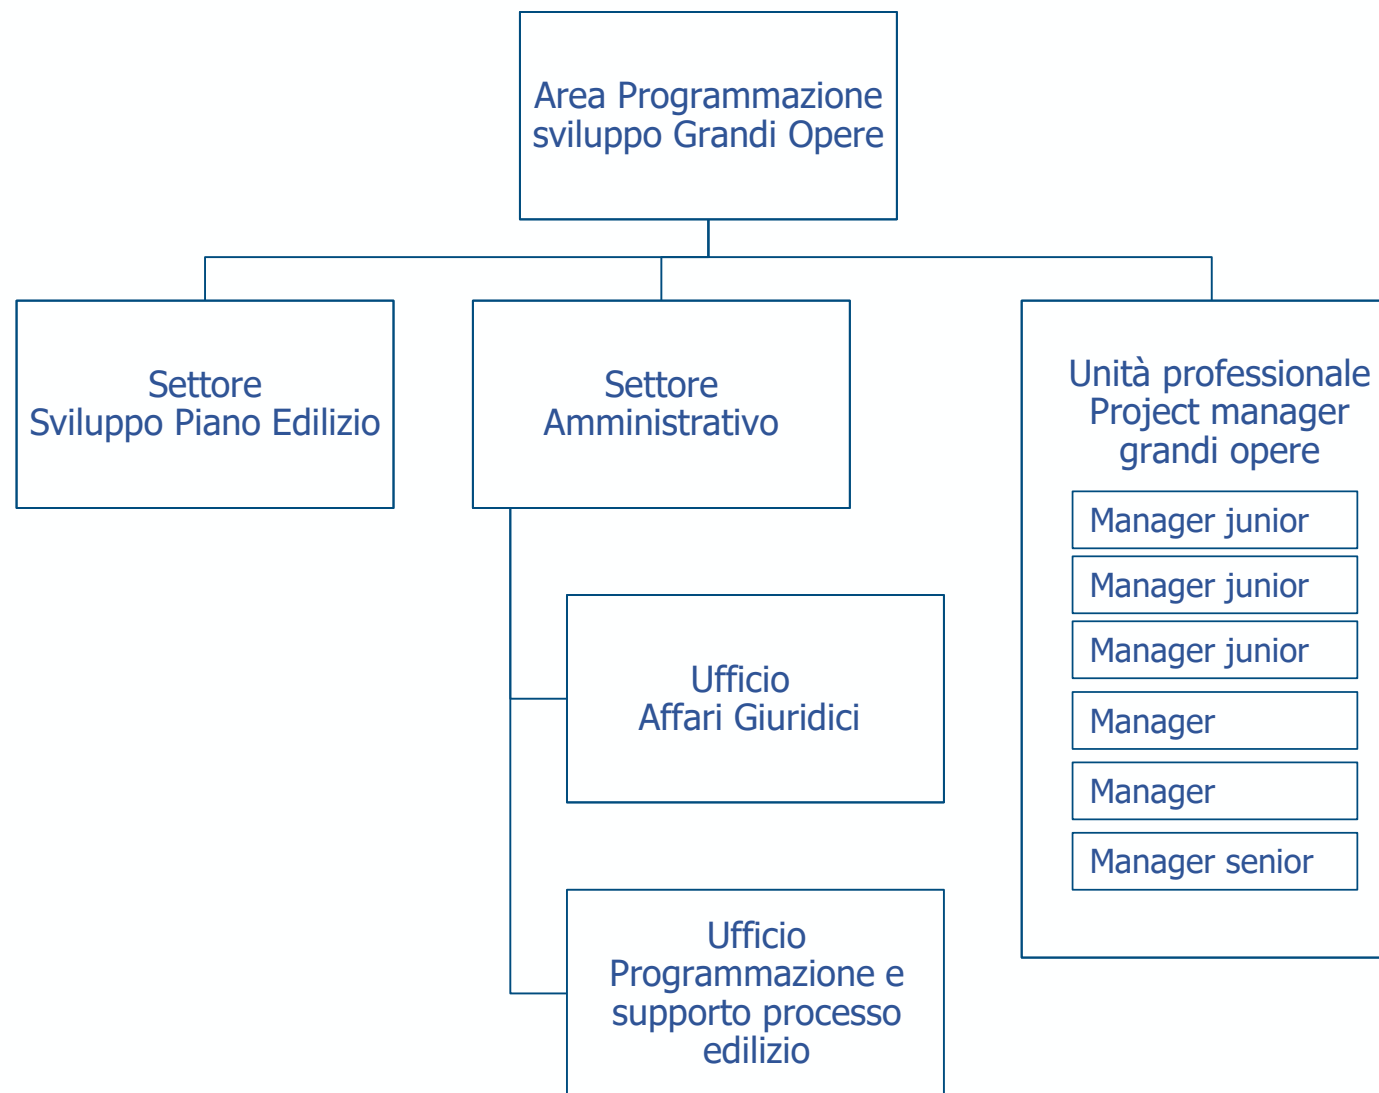 Area Programmazione
sviluppo Grandi Opere
Settore
Sviluppo Piano Edilizio
Settore
Amministrativo
Unità professionale
Project manager
grandi opere
Manager junior
Manager junior
Manager junior
Manager
Manager
Manager senior
Ufficio
Affari Giuridici
Ufficio
Programmazione e
supporto processo
edilizio